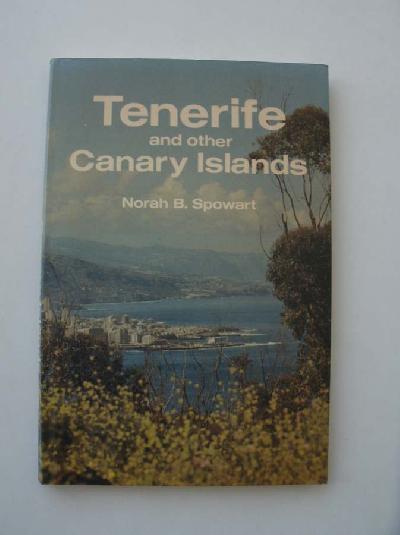 Tenerife
and other
Canary Islands
Norah B. Spowart